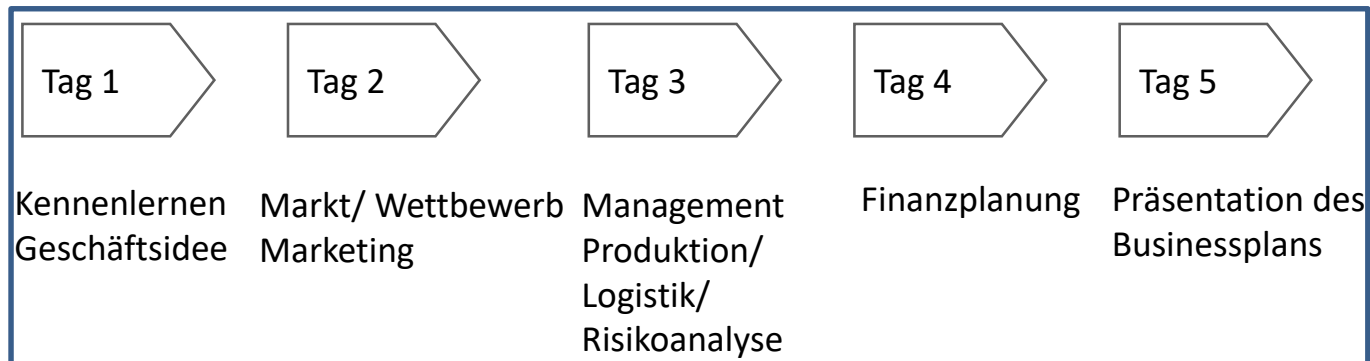 Tag 1
Tag 2
Tag 3
Tag 4
Tag 5
Kennenlernen
Geschäftsidee
Markt/ Wettbewerb
Marketing
Management
Produktion/
Logistik/
Risikoanalyse
Finanzplanung
Präsentation des
Businessplans